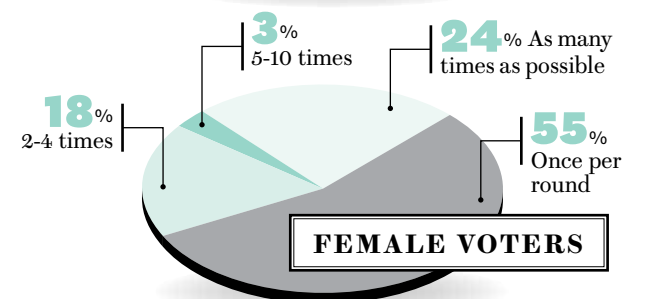 3%
5-10 times
24% As many
times as possible
18%
2-4 times
55%
Once per
round
FEMALE VOTERS